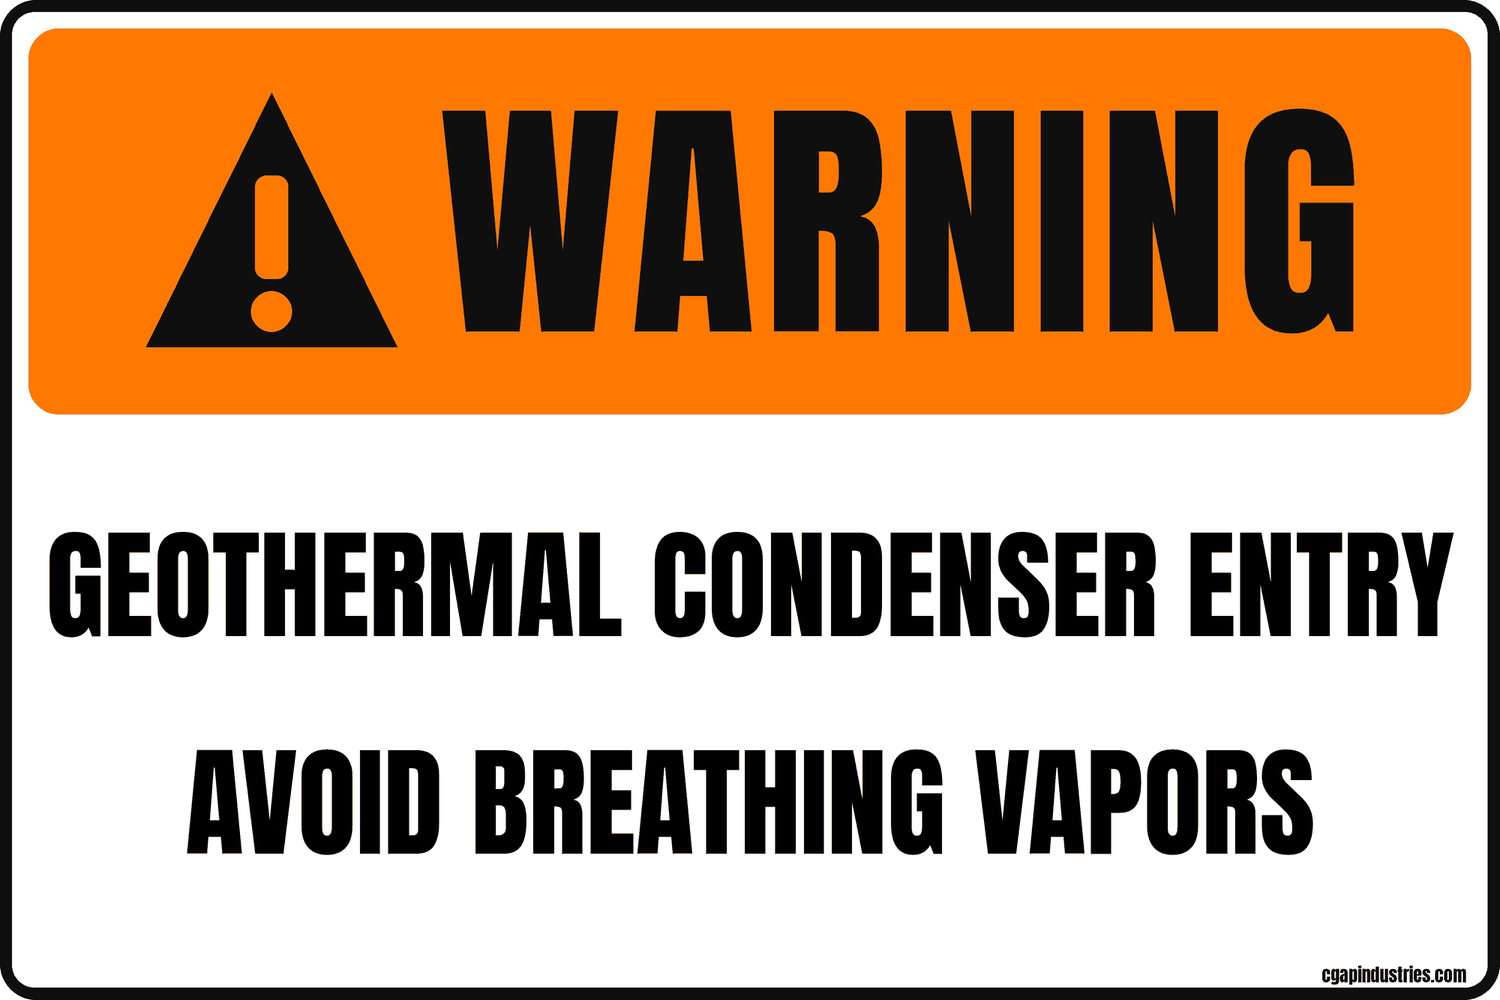 WARNING
GEOTHERMAL CONDENSER ENTRY
AVOID BREATHING VAPORS
cgapindustries.com